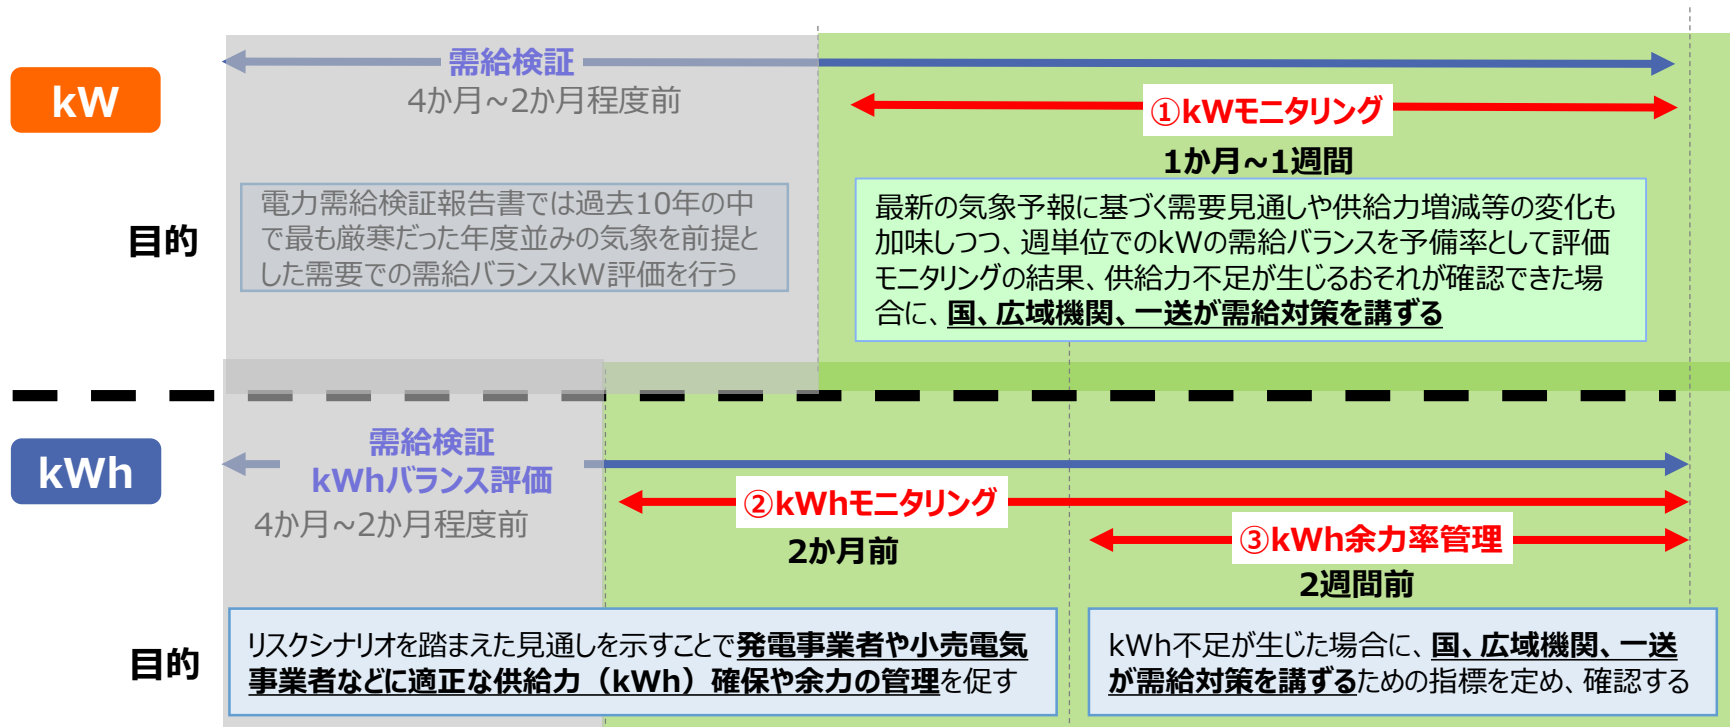 需給検証
kW
4か月~2か月程度前
①kWモニタリング
1か月~1週間
目的
電力需給検証報告書では過去10年の中
で最も厳寒だった年度並みの気象を前提と
した需要での需給バランスkW評価を行う
最新の気象予報に基づく需要見通しや供給力増減等の変化も
加味しつつ、週単位でのkWの需給バランスを予備率として評価
モニタリングの結果、供給力不足が生じるおそれが確認できた場
合に、国、広域機関、一送が需給対策を講ずる
kWh
需給検証
kWhバランス評価
4か月~2か月程度前
②kWhモニタリング
2か月前
③kWh余力率管理
2週間前
目的
リスクシナリオを踏まえた見通しを示すことで発電事業者や小売電気
事業者などに適正な供給力（kWh）確保や余力の管理を促す
kWh不足が生じた場合に、国、広域機関、一送
が需給対策を講ずるための指標を定め、確認する